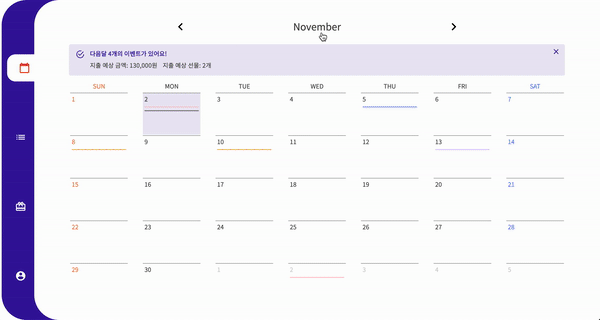 November
다음달 4개의 이벤트가 있어요!
지출 예상 금액: 130,000원 지출 예상 선물: 2개
SUN MON TUE WED THU FRI SAT
1 2 3 4 5 6 7
8 9 10 11 12 13 14
15 16 17 18 19 20 21
22 23 24 25 26 27 28
29 30 1 2 3 4 5